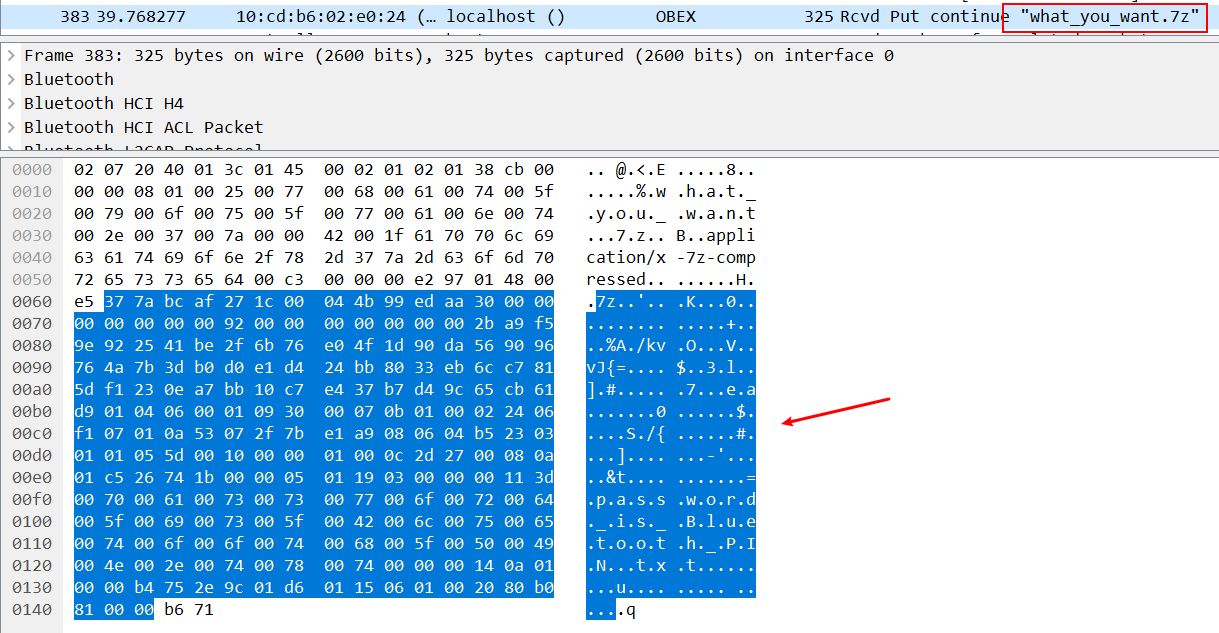 383 39.768277 10:cd:b6:02:e0:24 (… localhost () OBEX 325 Rcvd Put continue "what_you_want.7z"
Frame 383: 325 bytes on wire (2600 bits), 325 bytes captured (2600 bits) on interface 0
Bluetooth
Bluetooth HCI H4
Bluetooth HCI ACL Packet
Bluetooth L2CAP Protocol
0000 02 07 20 40 01 3c 01 45 00 02 01 02 01 38 cb 00 .. @.<.E .....8..
0010 00 00 08 01 00 25 00 77 00 68 00 61 00 74 00 5f .....%.w .h.a.t._
0020 00 79 00 6f 00 75 00 5f 00 77 00 61 00 6e 00 74 .y.o.u._ .w.a.n.t
0030 00 2e 00 37 00 7a 00 00 42 00 1f 61 70 70 6c 69 ...7.z.. B..appli
0040 63 61 74 69 6f 6e 2f 78 2d 37 7a 2d 63 6f 6d 70 cation/x -7z-comp
0050 72 65 73 73 65 64 00 c3 00 00 00 e2 97 01 48 00 ressed.. ......H.
0060 e5 37 7a bc af 27 1c 00 04 4b 99 ed aa 30 00 00 .7z..'.. .K...0..
0070 00 00 00 00 00 92 00 00 00 00 00 00 00 2b a9 f5 ........ .....+..
0080 9e 92 25 41 be 2f 6b 76 e0 4f 1d 90 da 56 90 96 ..%A./kv .O...V..
0090 76 4a 7b 3d b0 d0 e1 d4 24 bb 80 33 eb 6c c7 81 vJ{=.... $..3.l..
00a0 5d f1 23 0e a7 bb 10 c7 e4 37 b7 d4 9c 65 cb 61 ].#..... .7...e.a
00b0 d9 01 04 06 00 01 09 30 00 07 0b 01 00 02 24 06 .......0 ......$.
00c0 f1 07 01 0a 53 07 2f 7b e1 a9 08 06 04 b5 23 03 ....S./{ ......#.
00d0 01 01 05 5d 00 10 00 00 01 00 0c 2d 27 00 08 0a ...].... ...-'...
00e0 01 c5 26 74 1b 00 00 05 01 19 03 00 00 00 11 3d ..&t.... .......=
00f0 00 70 00 61 00 73 00 73 00 77 00 6f 00 72 00 64 .p.a.s.s .w.o.r.d
0100 00 5f 00 69 00 73 00 5f 00 42 00 6c 00 75 00 65 ._.i.s._ .B.l.u.e
0110 00 74 00 6f 00 6f 00 74 00 68 00 5f 00 50 00 49 .t.o.o.t .h._.P.I
0120 00 4e 00 2e 00 74 00 78 00 74 00 00 00 14 0a 01 .N...t.x .t......
0130 00 00 b4 75 2e 9c 01 d6 01 15 06 01 00 20 80 b0 ...u.... ..... ..
0140 81 00 00 b6 71 ....q